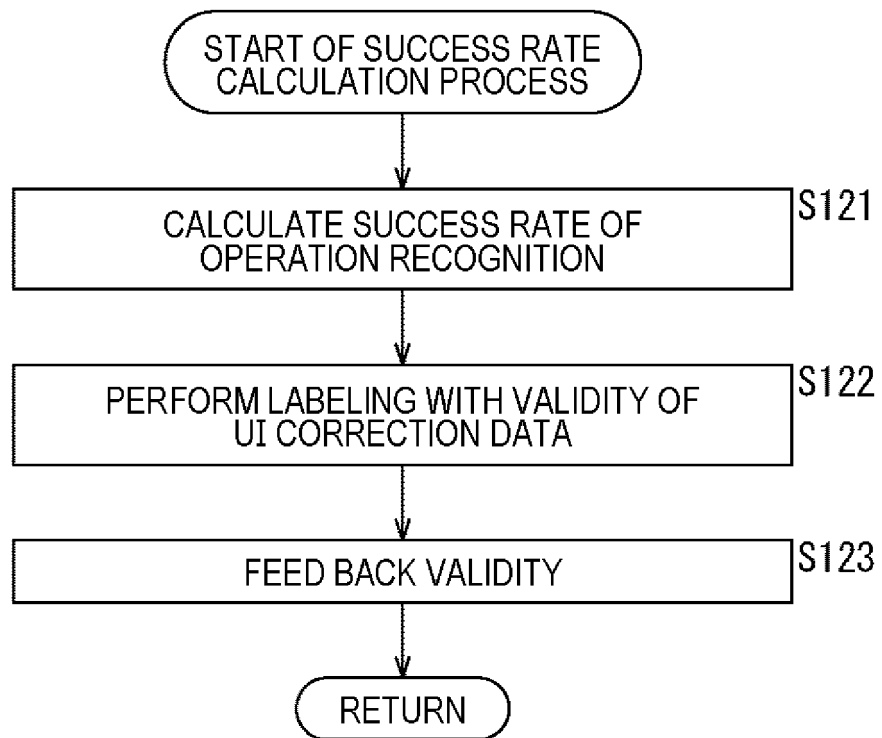 START OF SUCCESS RATE
CALCULATION PROCESS
S121
CALCULATE SUCCESS RATE OF
OPERATION RECOGNITION
S122
PERFORM LABELING WITH VALIDITY OF
UI CORRECTION DATA
S123
FEED BACK VALIDITY
RETURN